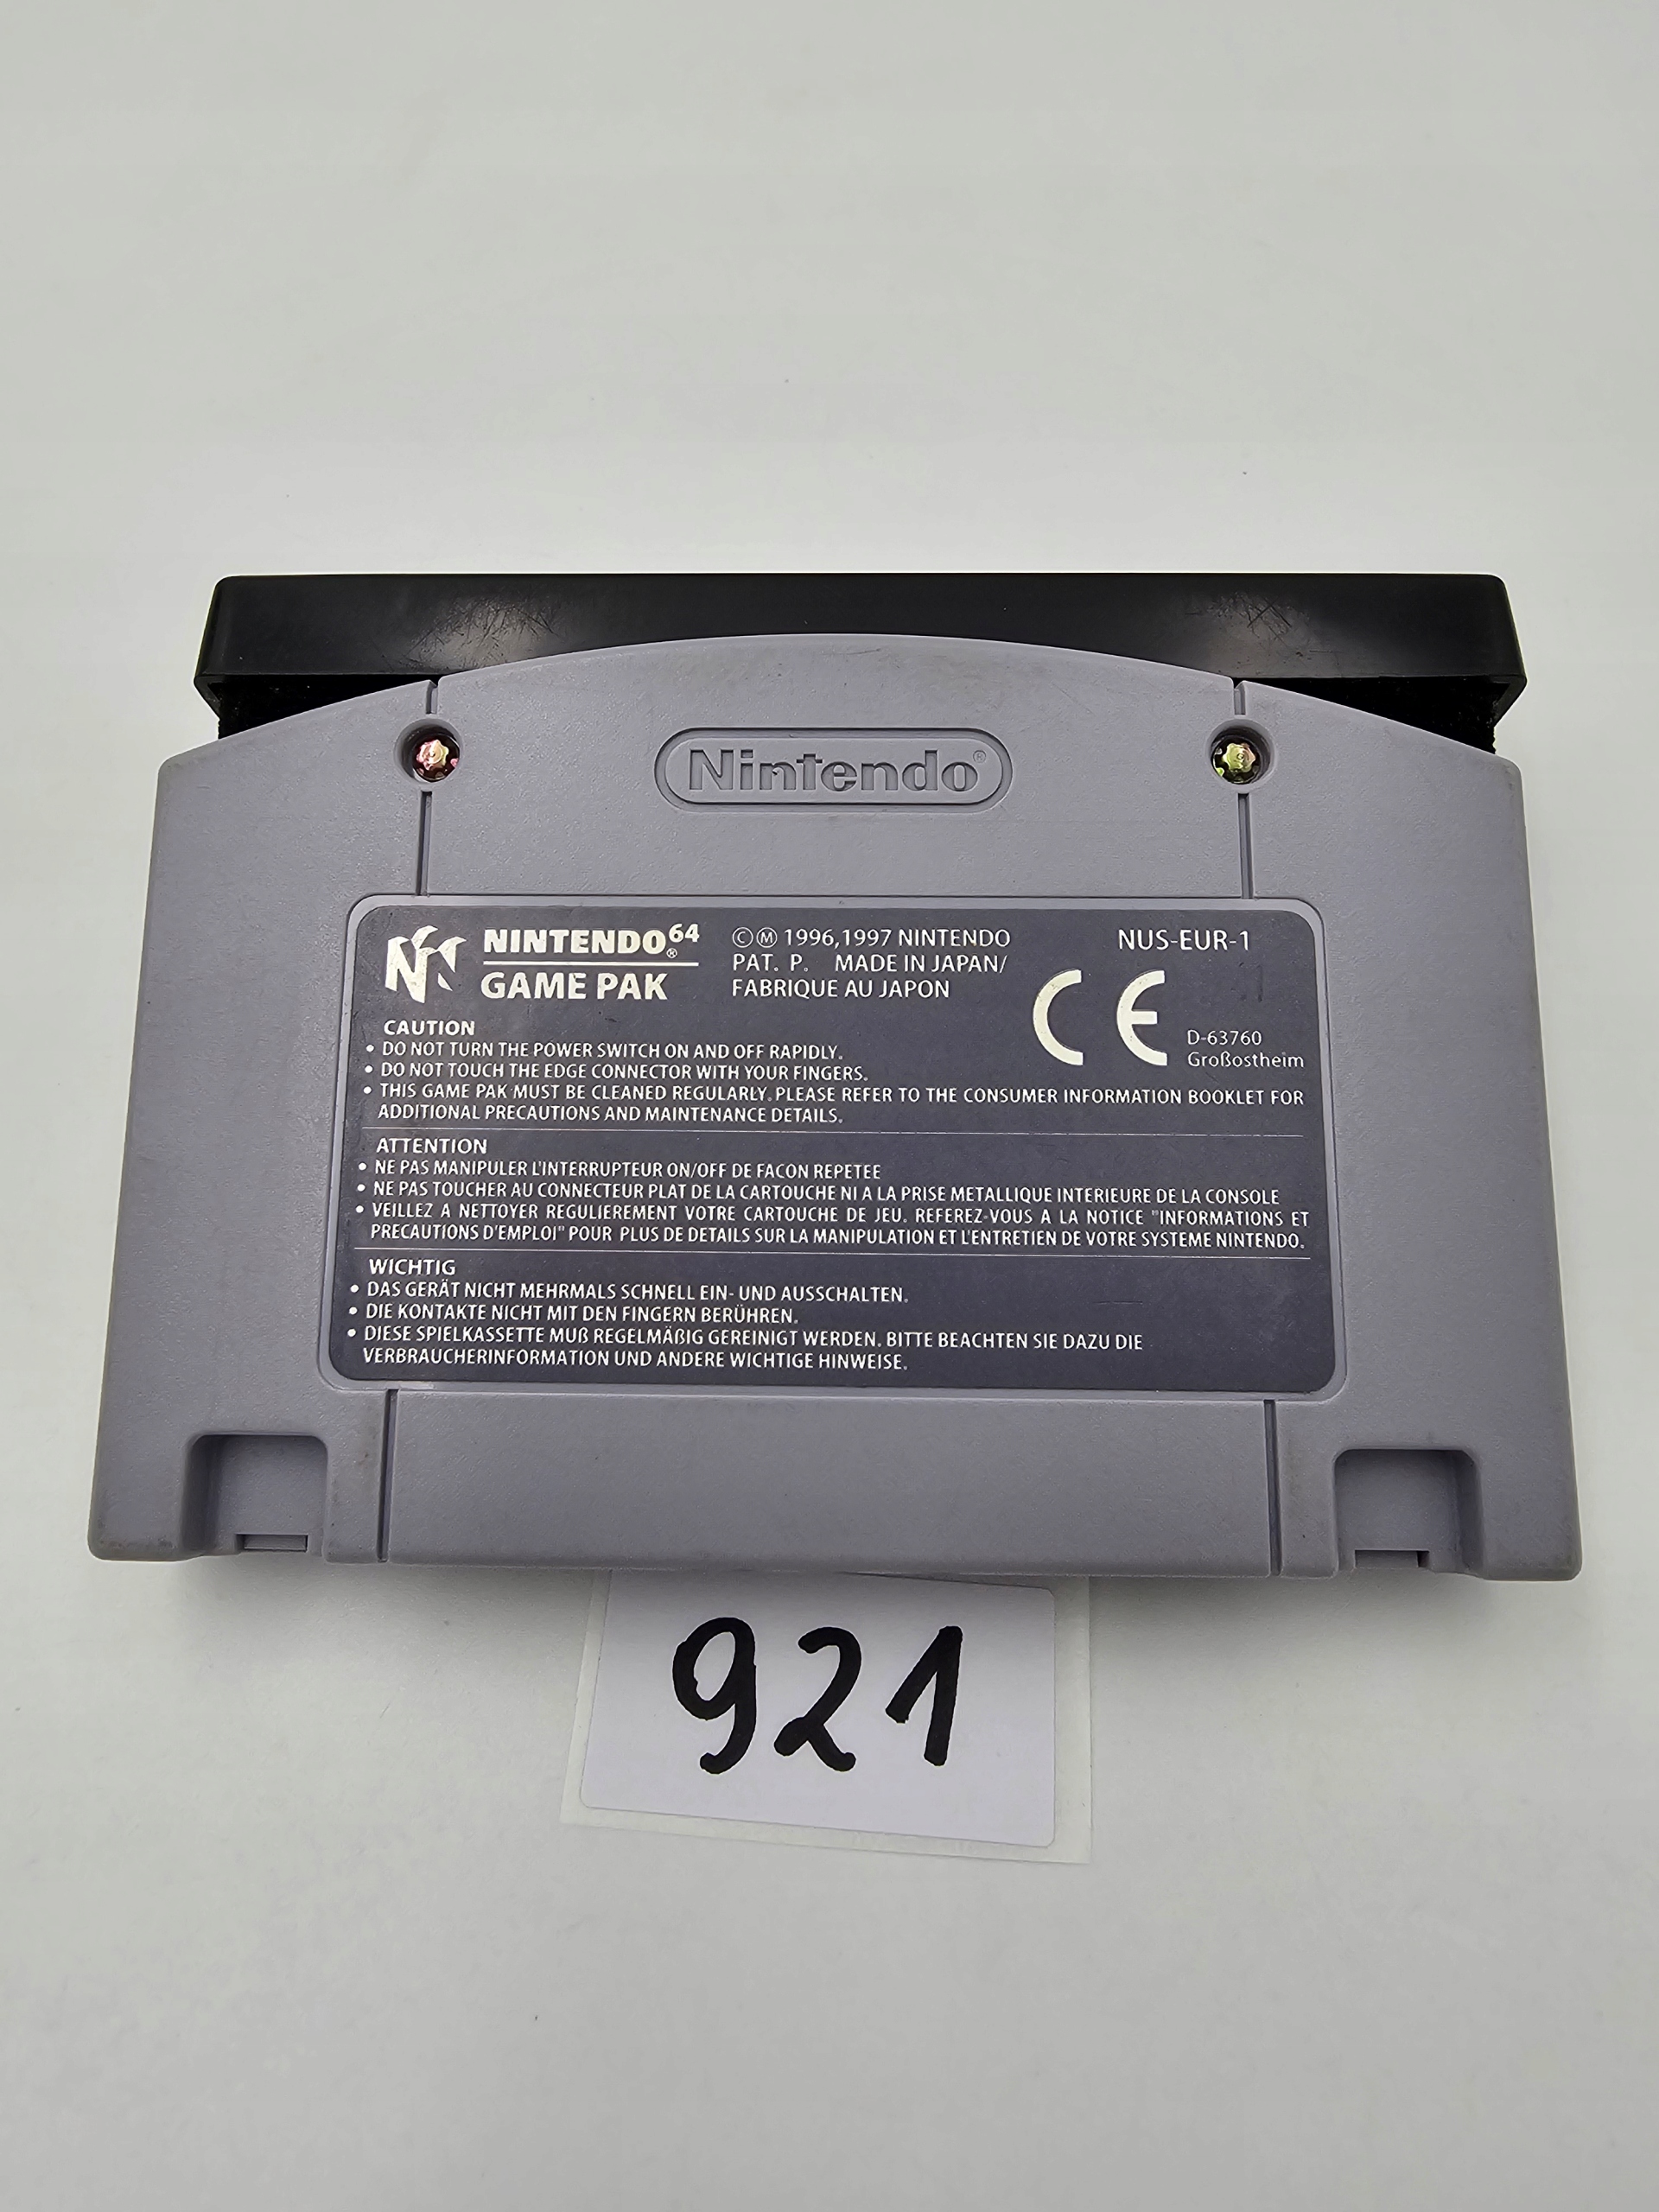 Nintendo®
NINTENDO64®
GAME PAK
ⒸⓂ 1996,1997 NINTENDO
PAT. P. MADE IN JAPAN/
FABRIQUE AU JAPON
NUS-EUR-1
CE
D-63760
Großostheim
CAUTION
• DO NOT TURN THE POWER SWITCH ON AND OFF RAPIDLY.
• DO NOT TOUCH THE EDGE CONNECTOR WITH YOUR FINGERS.
• THIS GAME PAK MUST BE CLEANED REGULARLY. PLEASE REFER TO THE CONSUMER INFORMATION BOOKLET FOR
ADDITIONAL PRECAUTIONS AND MAINTENANCE DETAILS.
ATTENTION
• NE PAS MANIPULER L'INTERRUPTEUR ON/OFF DE FACON REPETEE
• NE PAS TOUCHER AU CONNECTEUR PLAT DE LA CARTOUCHE NI A LA PRISE METALLIQUE INTERIEURE DE LA CONSOLE
• VEILLEZ A NETTOYER REGULIEREMENT VOTRE CARTOUCHE DE JEU. REFEREZ-VOUS A LA NOTICE "INFORMATIONS ET
PRECAUTIONS D'EMPLOI" POUR PLUS DE DETAILS SUR LA MANIPULATION ET L'ENTRETIEN DE VOTRE SYSTEME NINTENDO.
WICHTIG
• DAS GERÄT NICHT MEHRMALS SCHNELL EIN- UND AUSSCHALTEN.
• DIE KONTAKTE NICHT MIT DEN FINGERN BERÜHREN.
• DIESE SPIELKASSETTE MUß REGELMÄßIG GEREINIGT WERDEN. BITTE BEACHTEN SIE DAZU DIE
VERBRAUCHERINFORMATION UND ANDERE WICHTIGE HINWEISE.
921